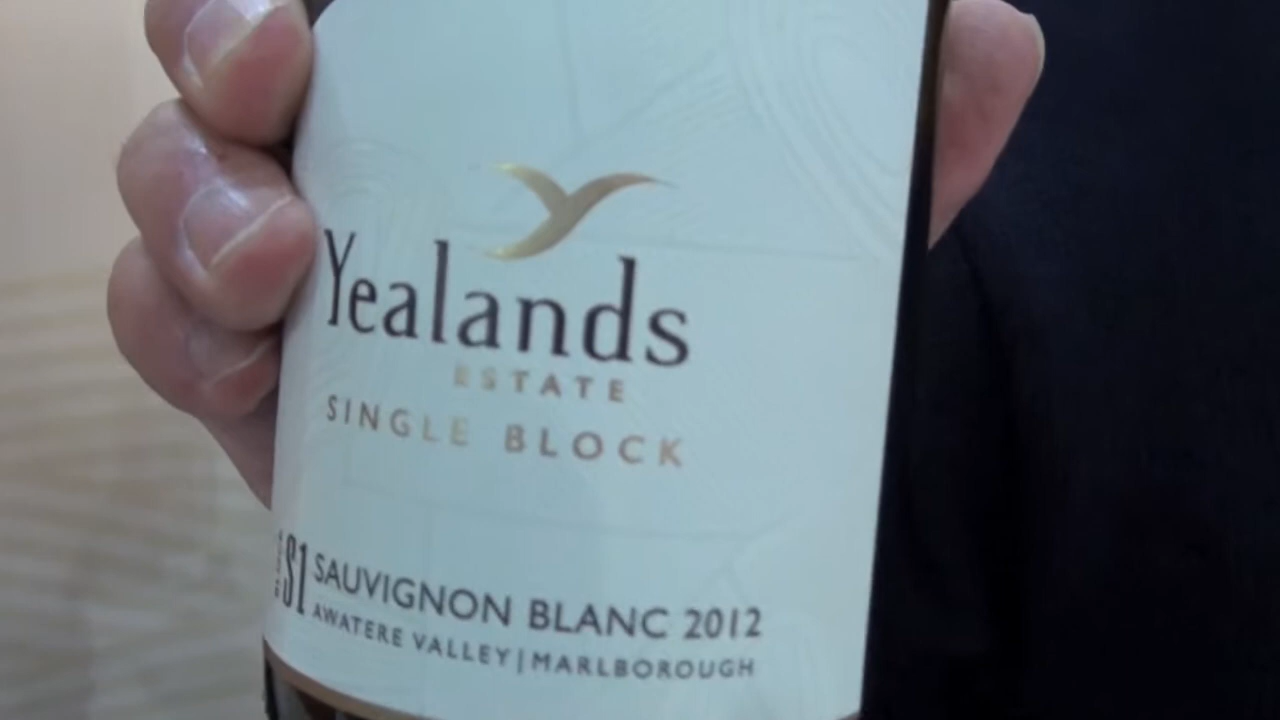 Yealands
ESTATE
SINGLE BLOCK
S1
SAUVIGNON BLANC 2012
AWATERE VALLEY | MARLBOROUGH